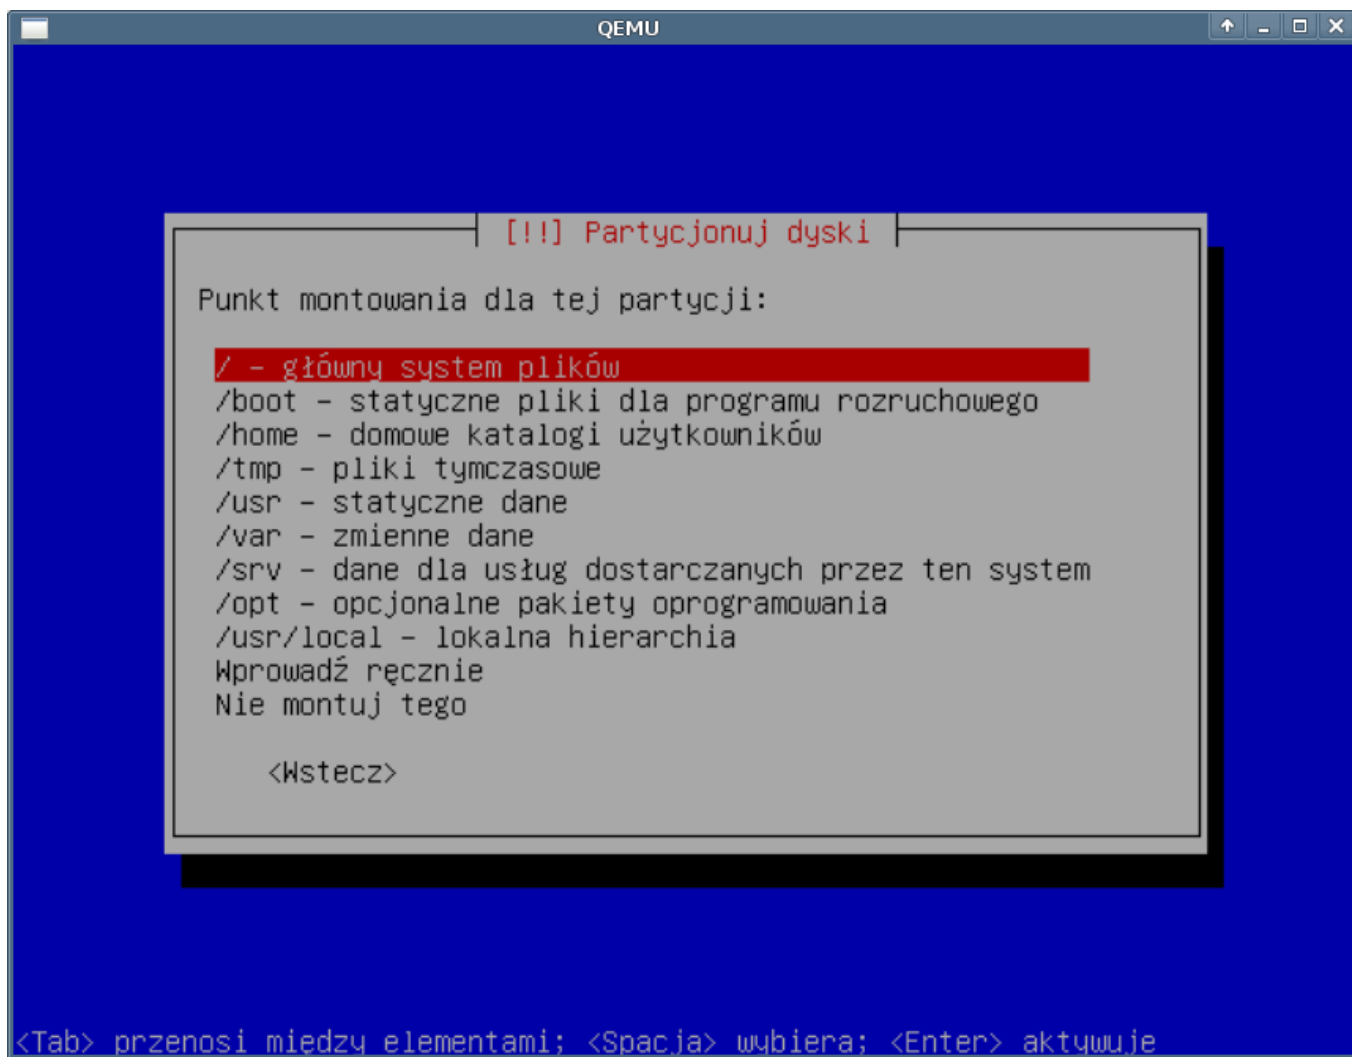 QEMU
[!!] Partycjonuj dyski
Punkt montowania dla tej partycji:
/ – główny system plików
/boot – statyczne pliki dla programu rozruchowego
/home – domowe katalogi użytkowników
/tmp – pliki tymczasowe
/usr – statyczne dane
/var – zmienne dane
/srv – dane dla usług dostarczanych przez ten system
/opt – opcjonalne pakiety oprogramowania
/usr/local – lokalna hierarchia
Wprowadź ręcznie
Nie montuj tego
<Wstecz>
<Tab> przenosi między elementami; <Spacja> wybiera; <Enter> aktywuje